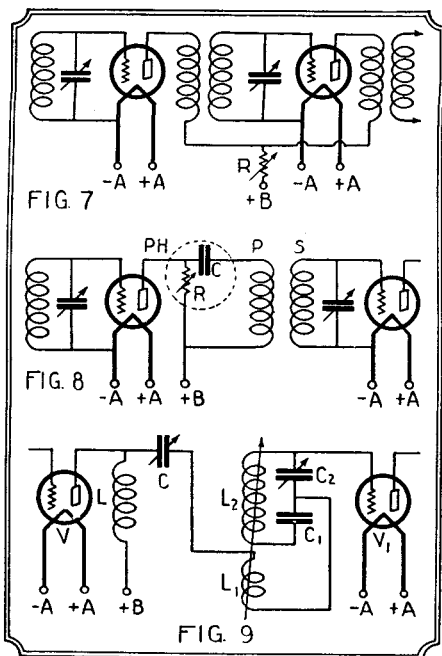 R
-A +A +B -A +A
FIG. 7
PH C P S
R
FIG. 8
-A +A +B -A +A
C C₂
L L₂
V C₁ V₁
L₁
-A +A +B -A +A
FIG. 9